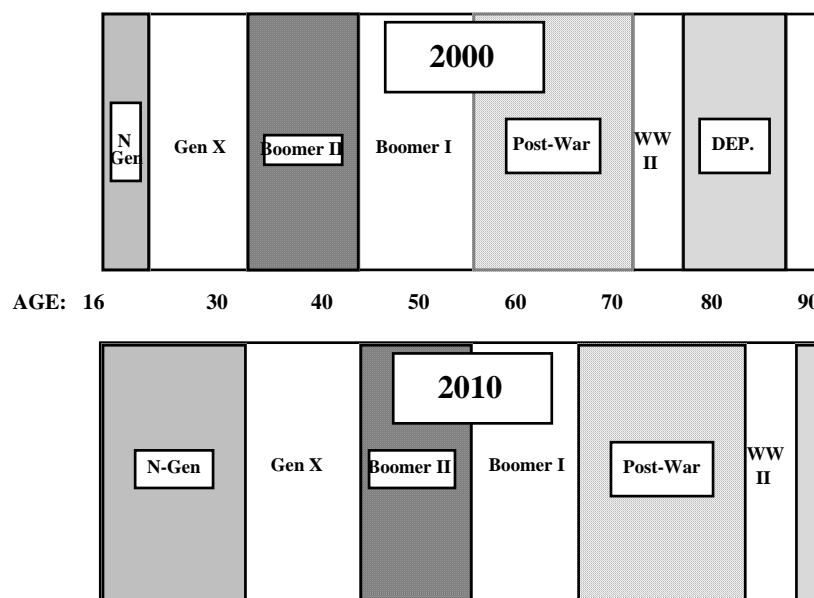 2000
N
Gen
Gen X
Boomer II
Boomer I
Post-War
WW
II
DEP.
AGE: 16 30 40 50 60 70 80 90
2010
N-Gen
Gen X
Boomer II
Boomer I
Post-War
WW
II